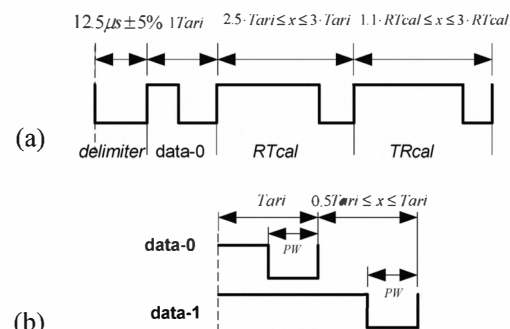 12.5μs±5% 1Tari 2.5·Tari≤x≤3·Tari 1.1·RTcal≤x≤3·RTcal
(a)
delimiter data-0 RTcal TRcal
Tari 0.5Tari≤x≤Tari
data-0 PW
data-1 PW
(b)